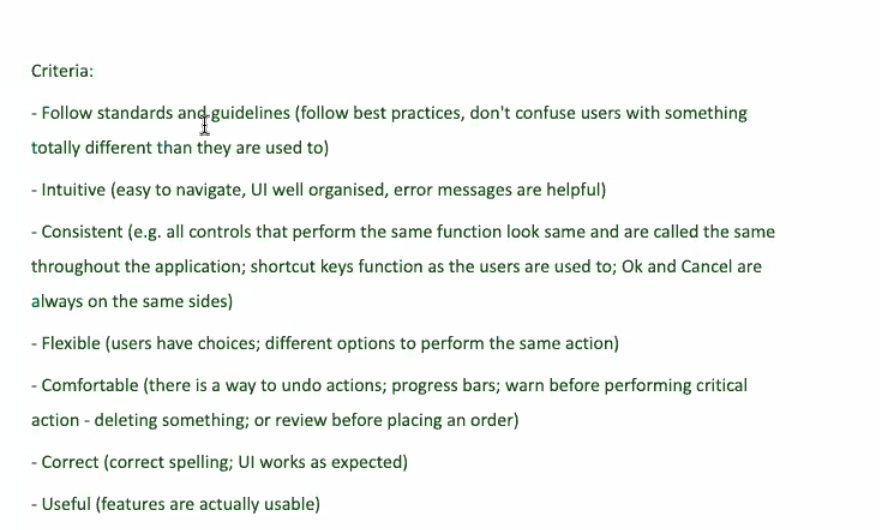 Criteria:
- Follow standards and guidelines (follow best practices, don't confuse users with something
totally different than they are used to)
- Intuitive (easy to navigate, UI well organised, error messages are helpful)
- Consistent (e.g. all controls that perform the same function look same and are called the same
throughout the application; shortcut keys function as the users are used to; Ok and Cancel are
always on the same sides)
- Flexible (users have choices; different options to perform the same action)
- Comfortable (there is a way to undo actions; progress bars; warn before performing critical
action - deleting something; or review before placing an order)
- Correct (correct spelling; UI works as expected)
- Useful (features are actually usable)